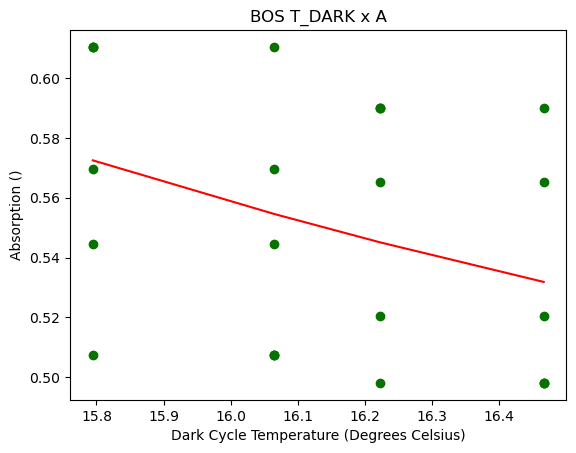 BOS T_DARK x A
Absorption ()
0.60
0.58
0.56
0.54
0.52
0.50
15.8 15.9 16.0 16.1 16.2 16.3 16.4
Dark Cycle Temperature (Degrees Celsius)